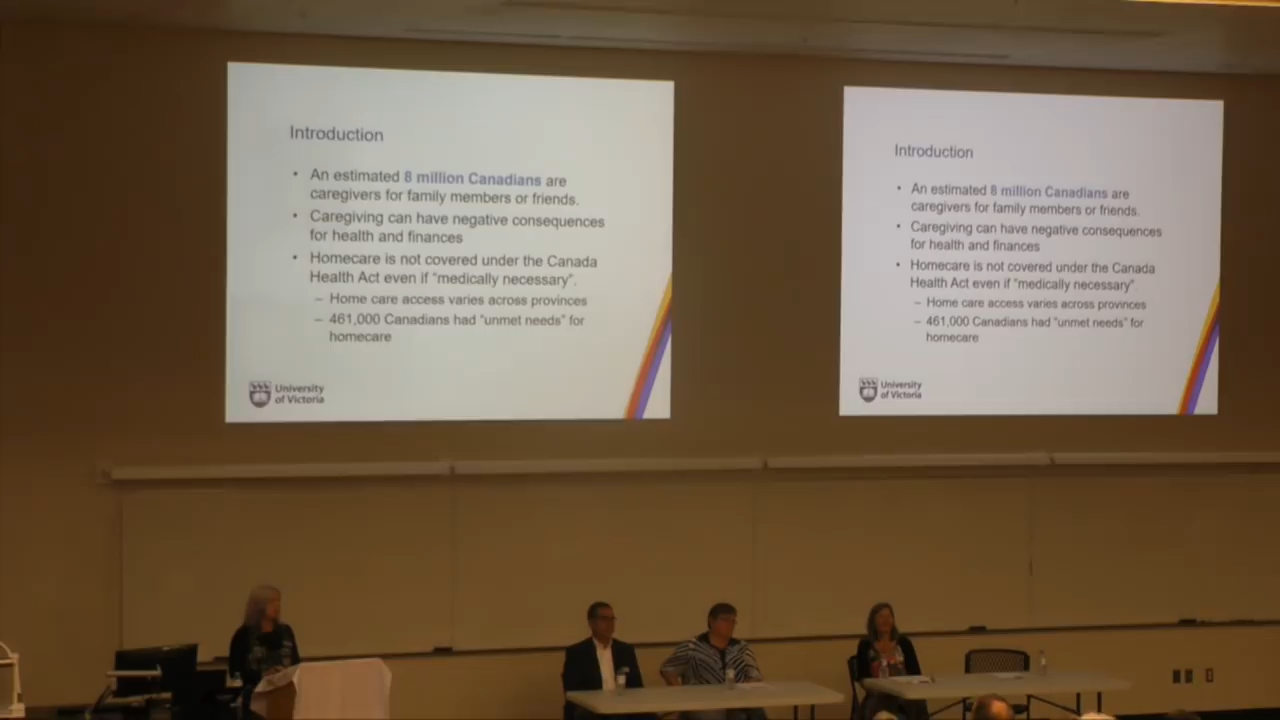 Introduction
• An estimated 8 million Canadians are
caregivers for family members or friends.
• Caregiving can have negative consequences
for health and finances
• Homecare is not covered under the Canada
Health Act even if "medically necessary".
– Home care access varies across provinces
– 461,000 Canadians had "unmet needs" for
homecare
University
of Victoria
Introduction
• An estimated 8 million Canadians are
caregivers for family members or friends.
• Caregiving can have negative consequences
for health and finances
• Homecare is not covered under the Canada
Health Act even if "medically necessary".
– Home care access varies across provinces
– 461,000 Canadians had "unmet needs" for
homecare
University
of Victoria